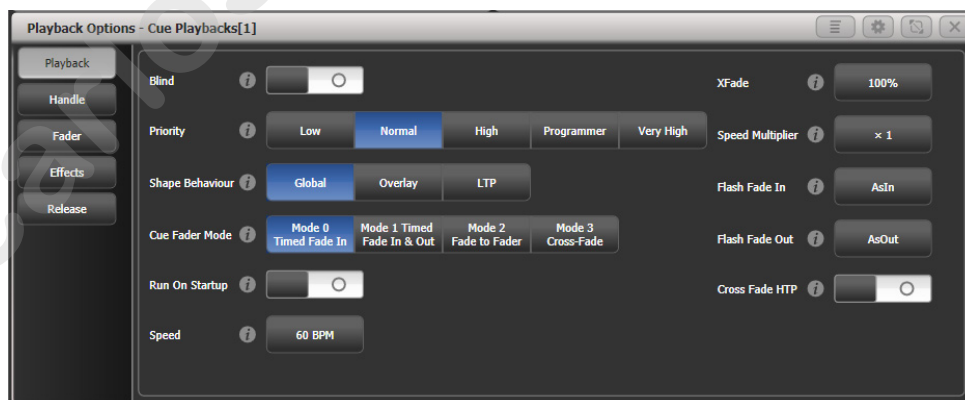 Playback Options - Cue Playbacks[1]
Playback
Handle
Fader
Effects
Release
Blind
Priority
Low
Normal
High
Programmer
Very High
Shape Behaviour
Global
Overlay
LTP
Cue Fader Mode
Mode 0
Timed Fade In
Mode 1 Timed
Fade In & Out
Mode 2
Fade to Fader
Mode 3
Cross-Fade
Run On Startup
Speed
60 BPM
XFade
100%
Speed Multiplier
× 1
Flash Fade In
AsIn
Flash Fade Out
AsOut
Cross Fade HTP
Carlos